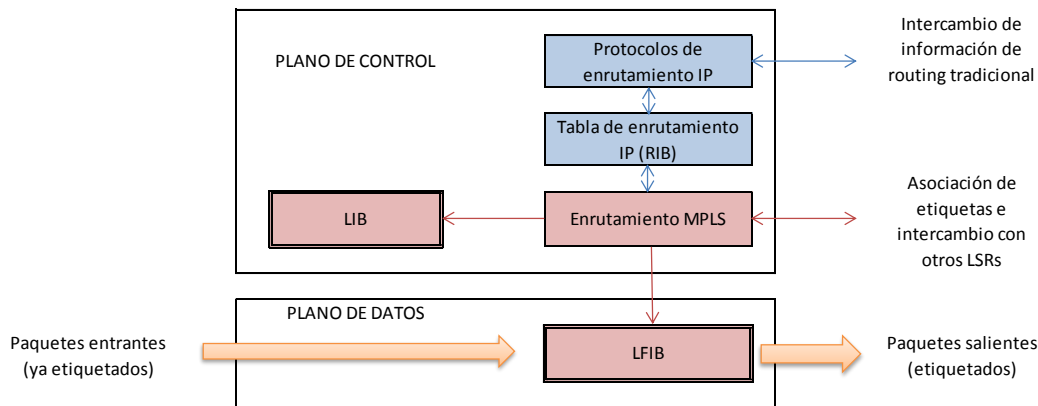 PLANO DE CONTROL
Protocolos de
enrutamiento IP
Intercambio de
información de
routing tradicional
Tabla de enrutamiento
IP (RIB)
LIB
Enrutamiento MPLS
Asociación de
etiquetas e
intercambio con
otros LSRs
PLANO DE DATOS
Paquetes entrantes
(ya etiquetados)
LFIB
Paquetes salientes
(etiquetados)